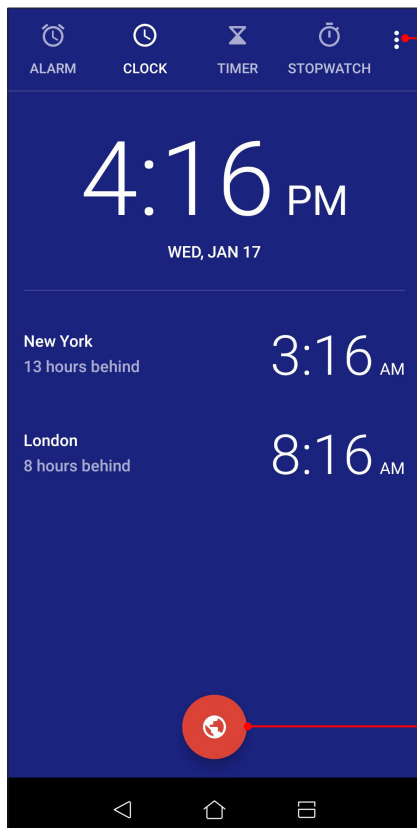 ALARM CLOCK TIMER STOPWATCH
4:16 PM
WED, JAN 17
New York
13 hours behind
3:16 AM
London
8 hours behind
8:16 AM